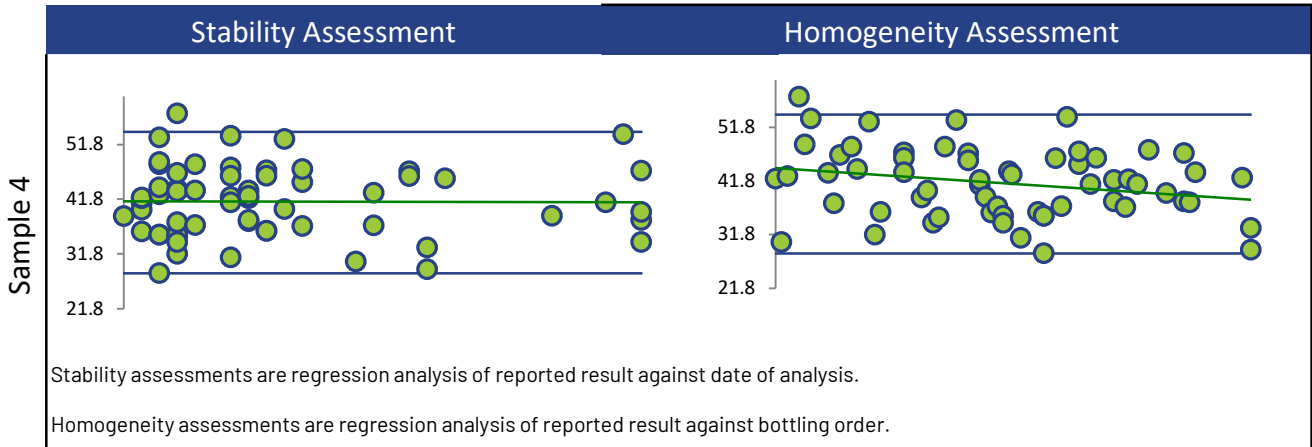 Stability Assessment
Homogeneity Assessment
Sample 4
51.8
41.8
31.8
21.8
51.8
41.8
31.8
21.8
Stability assessments are regression analysis of reported result against date of analysis.
Homogeneity assessments are regression analysis of reported result against bottling order.